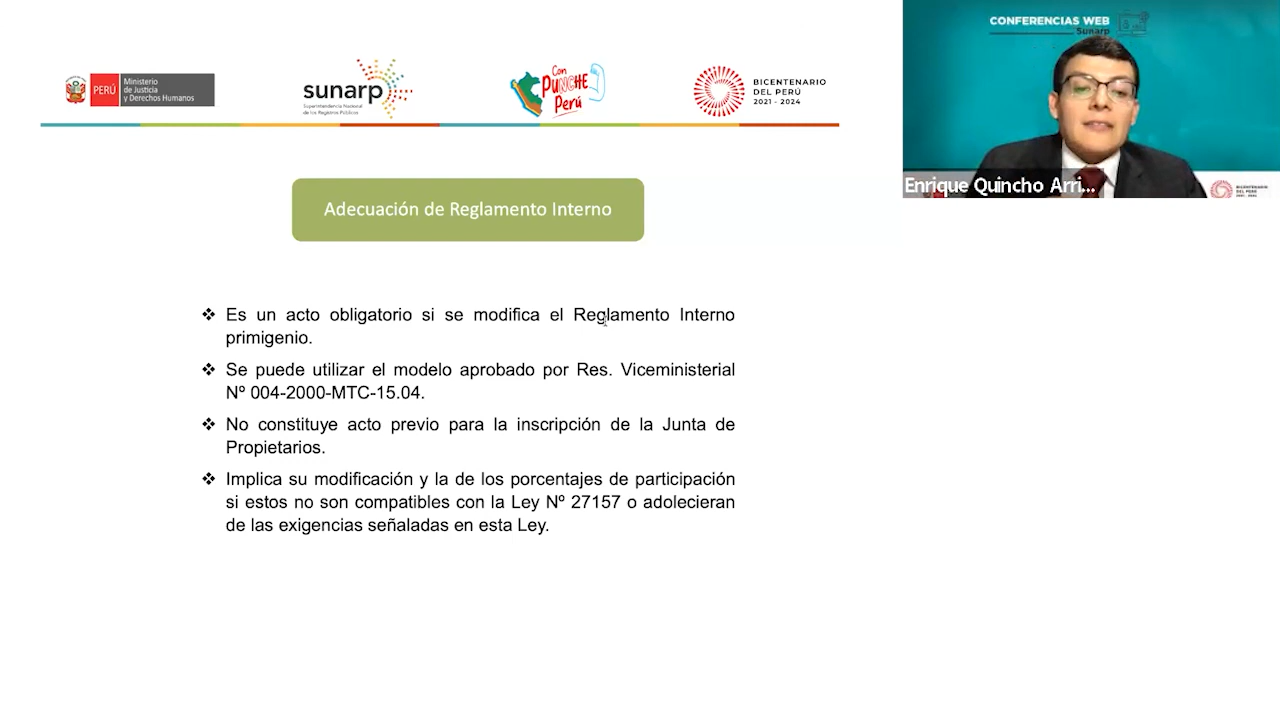 PERÚ
Ministerio
de Justicia
y Derechos Humanos
sunarp
Superintendencia Nacional
de los Registros Públicos
Con
PUNCHE
Perú
BICENTENARIO
DEL PERÚ
2021 - 2024
CONFERENCIAS WEB
Sunarp
Enrique Quincho Arri...
BICENTENARIO
DEL PERÚ
2021 - 2024
Adecuación de Reglamento Interno
❖ Es un acto obligatorio si se modifica el Reglamento Interno
primigenio.
❖ Se puede utilizar el modelo aprobado por Res. Viceministerial
Nº 004-2000-MTC-15.04.
❖ No constituye acto previo para la inscripción de la Junta de
Propietarios.
❖ Implica su modificación y la de los porcentajes de participación
si estos no son compatibles con la Ley Nº 27157 o adolecieran
de las exigencias señaladas en esta Ley.